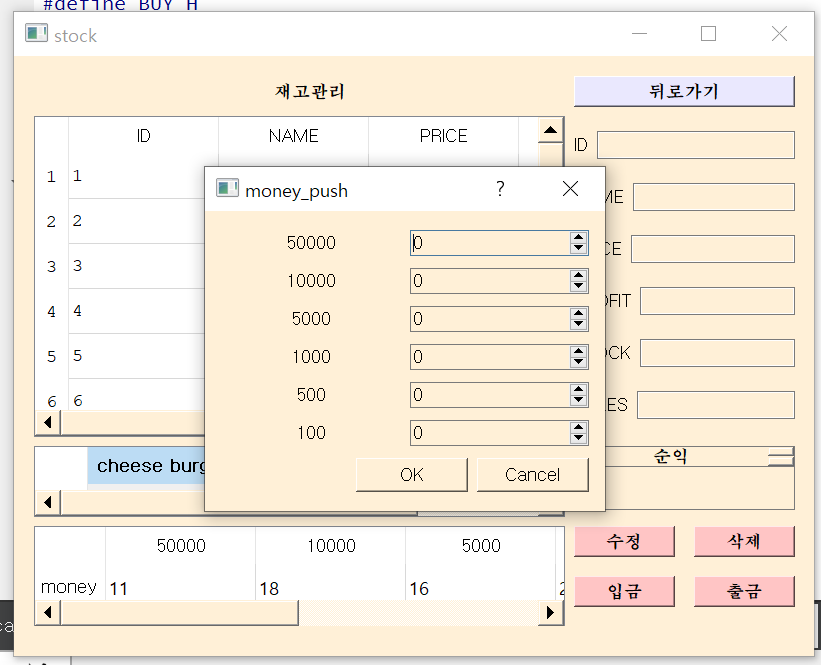 #define BUY_H
stock
재고관리
뒤로가기
ID NAME PRICE
ID
1 1
2 2
3 3
4 4
5 5
6 6
money_push
?
50000 0
10000 0
5000 0
1000 0
500 0
100 0
OK Cancel
ME
CE
OFIT
OCK
ES
cheese burg
순익
50000 10000 5000
money 11 18 16 2
수정 삭제
입금 출금
ca